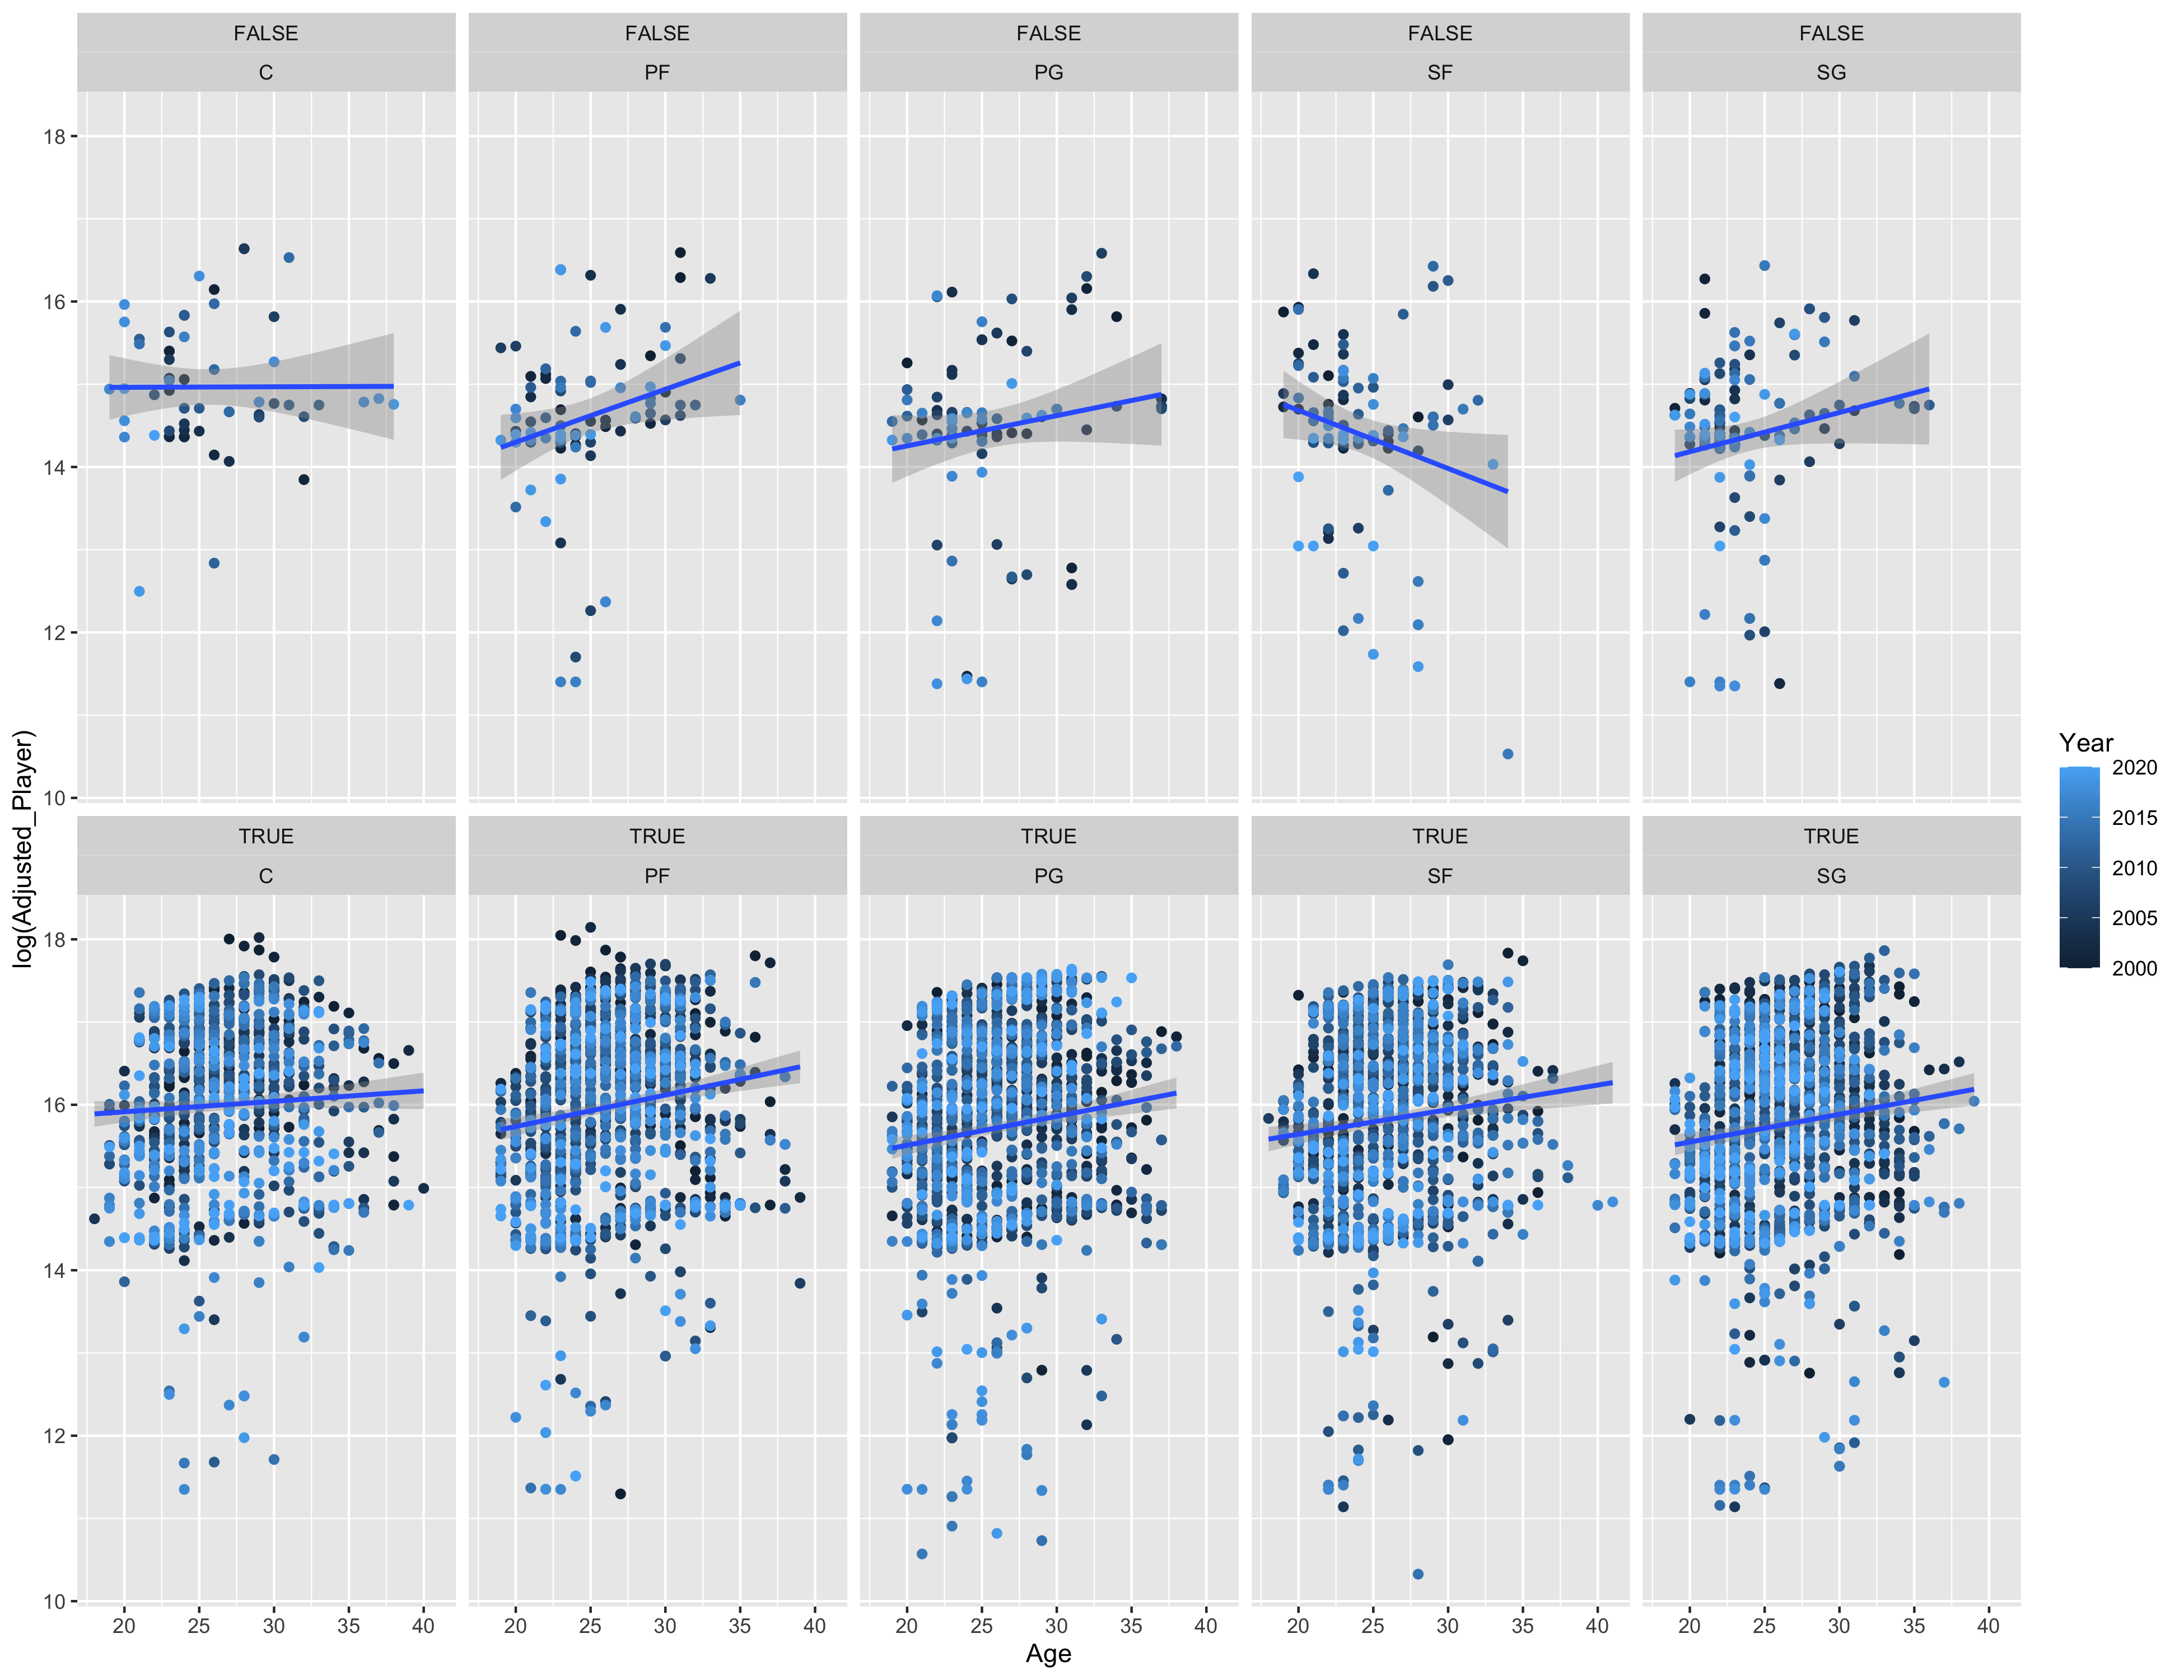 FALSE FALSE FALSE FALSE FALSE
C PF PG SF SG
18
16
14
12
10
TRUE TRUE TRUE TRUE TRUE
C PF PG SF SG
18
16
14
12
10
20 25 30 35 40 20 25 30 35 40 20 25 30 35 40 20 25 30 35 40 20 25 30 35 40
Age
log(Adjusted_Player)
Year
2020
2015
2010
2005
2000